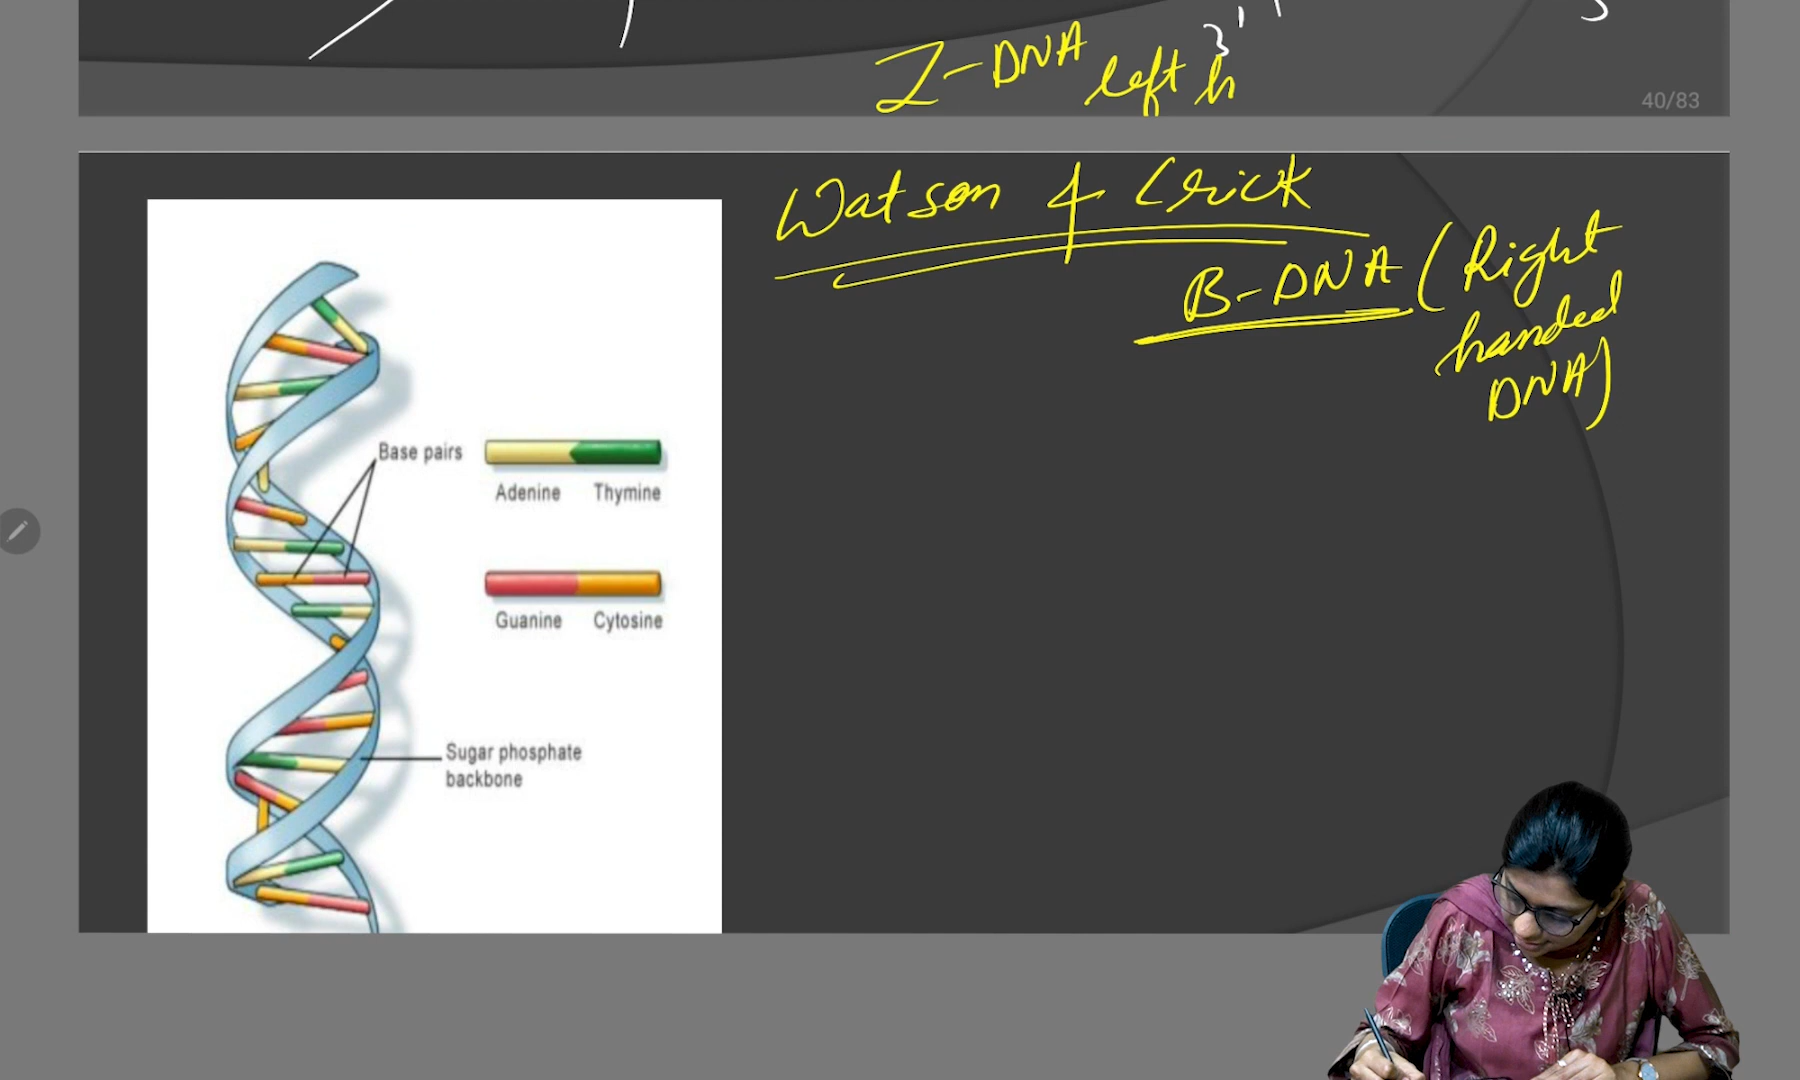 3'
Z-DNA left h
40/83
Watson & Crick
B-DNA (Right
handed
DNA)
Base pairs
Adenine Thymine
Guanine Cytosine
Sugar phosphate
backbone